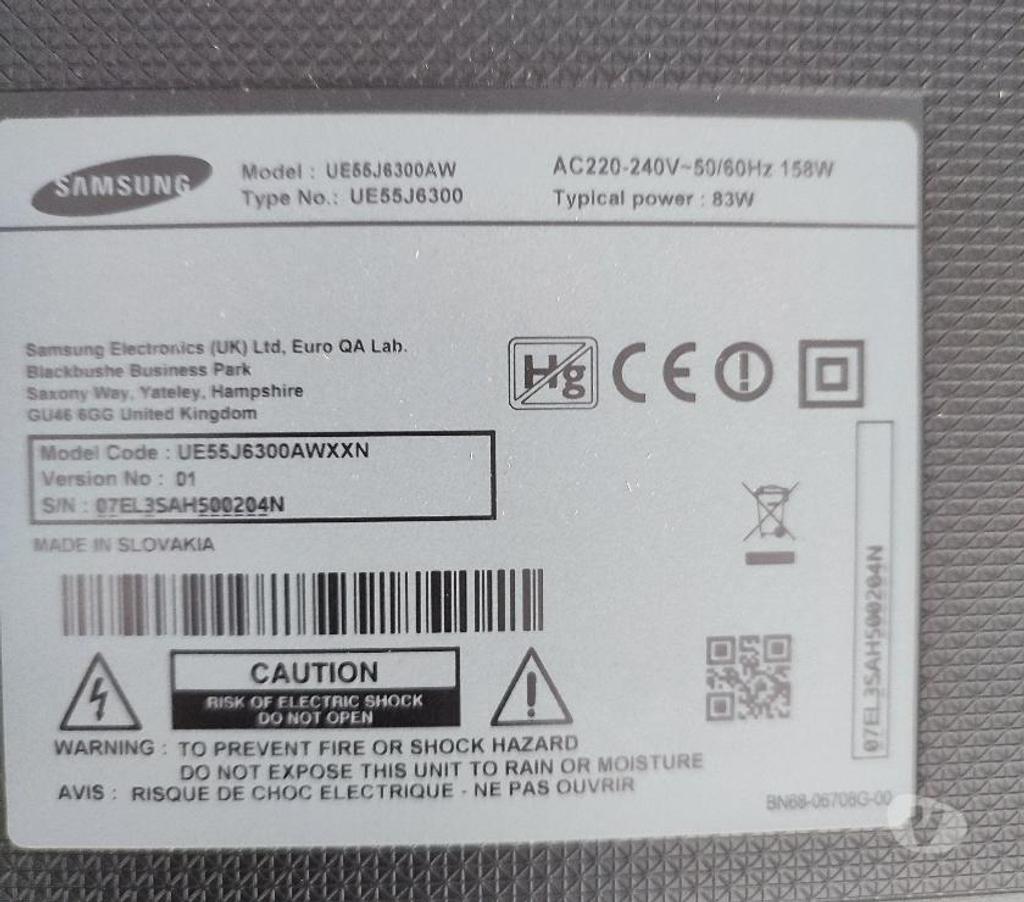 SAMSUNG
Model : UE55J6300AW
Type No.: UE55J6300
AC220-240V~50/60Hz 158W
Typical power : 83W
Samsung Electronics (UK) Ltd, Euro QA Lab.
Blackbushe Business Park
Saxony Way, Yateley, Hampshire
GU46 6GG United Kingdom
Hg CE
Model Code : UE55J6300AWXXN
Version No : 01
S/N : 07EL3SAH500204N
MADE IN SLOVAKIA
07EL3SAH500204N
CAUTION
RISK OF ELECTRIC SHOCK
DO NOT OPEN
WARNING : TO PREVENT FIRE OR SHOCK HAZARD
DO NOT EXPOSE THIS UNIT TO RAIN OR MOISTURE
AVIS : RISQUE DE CHOC ELECTRIQUE - NE PAS OUVRIR
BN68-06708G-00